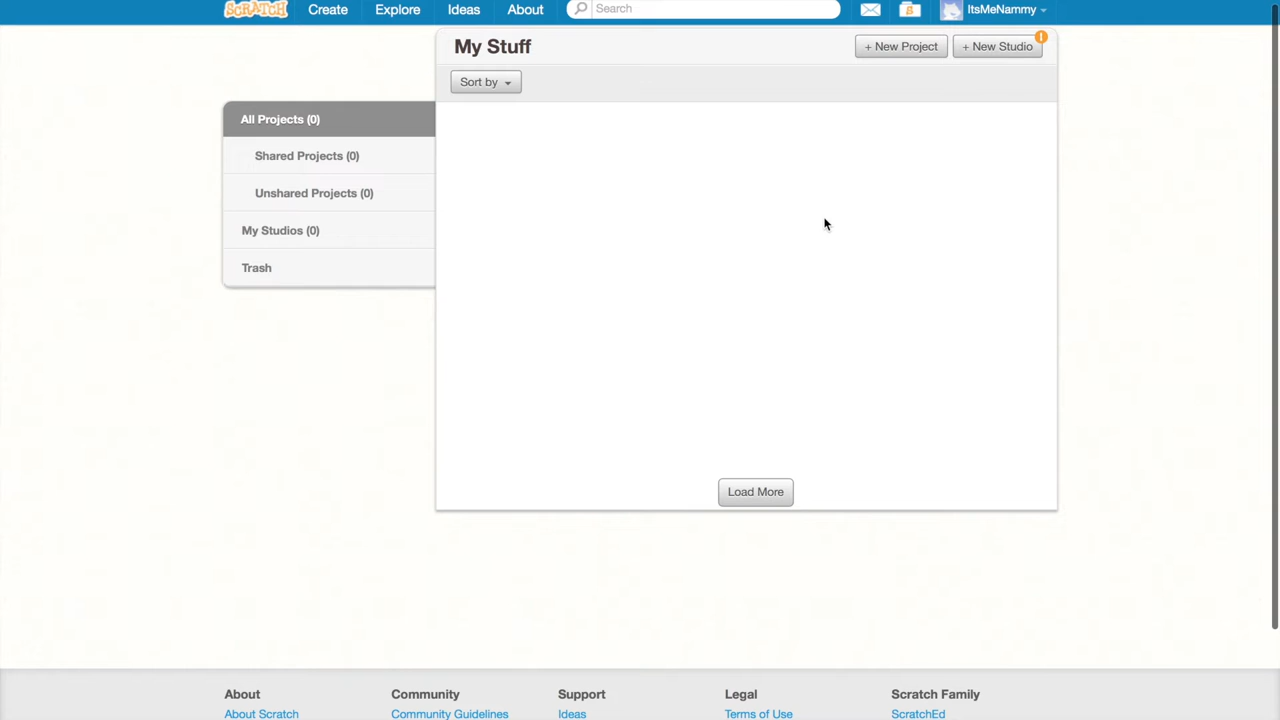 SCRATCH Create Explore Ideas About Search ItsMeNammy
My Stuff + New Project + New Studio
Sort by
All Projects (0)
Shared Projects (0)
Unshared Projects (0)
My Studios (0)
Trash
Load More
About Community Support Legal Scratch Family
About Scratch Community Guidelines Ideas Terms of Use ScratchEd